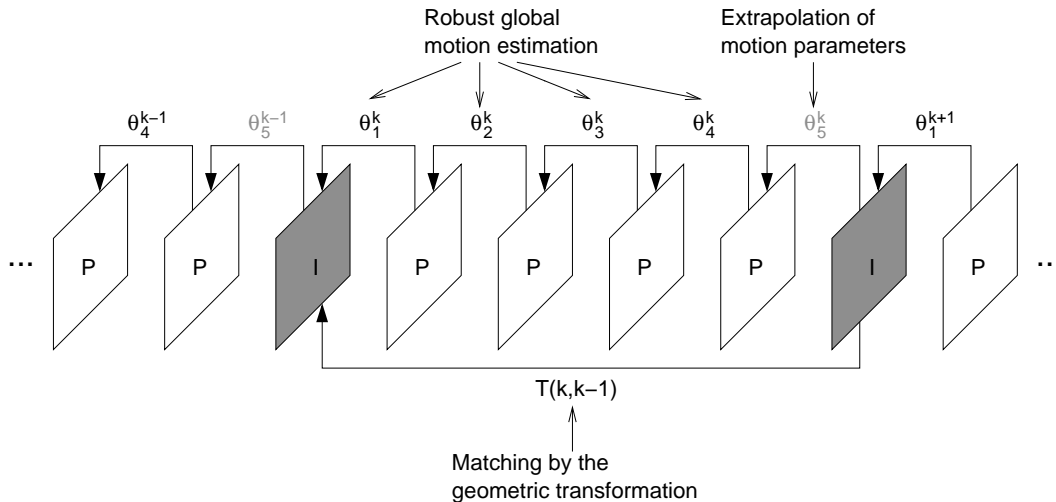 Robust global
motion estimation
Extrapolation of
motion parameters
θ₄ᵏ⁻¹ θ₅ᵏ⁻¹ θ₁ᵏ θ₂ᵏ θ₃ᵏ θ₄ᵏ θ₅ᵏ θ₁ᵏ⁺¹
... P P I P P P P I P ..
T(k,k−1)
Matching by the
geometric transformation